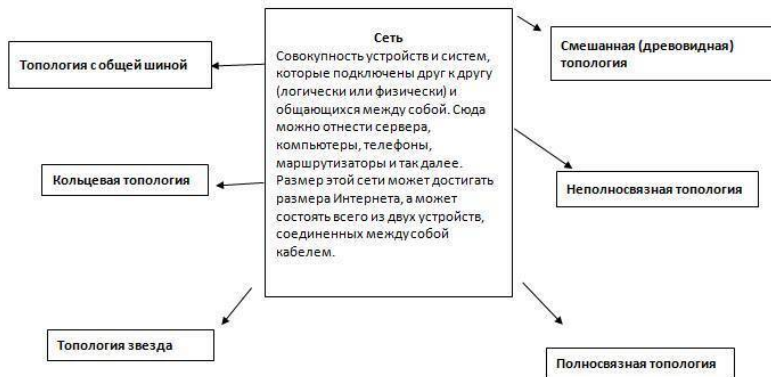 Сеть
Совокупность устройств и систем,
которые подключены друг к другу
(логически или физически) и
общающихся между собой. Сюда
можно отнести сервера,
компьютеры, телефоны,
маршрутизаторы и так далее.
Размер этой сети может достигать
размера Интернета, а может
состоять всего из двух устройств,
соединенных между собой
кабелем.
Топология с общей шиной
Кольцевая топология
Топология звезда
Смешанная (древовидная)
топология
Неполносвязная топология
Полносвязная топология